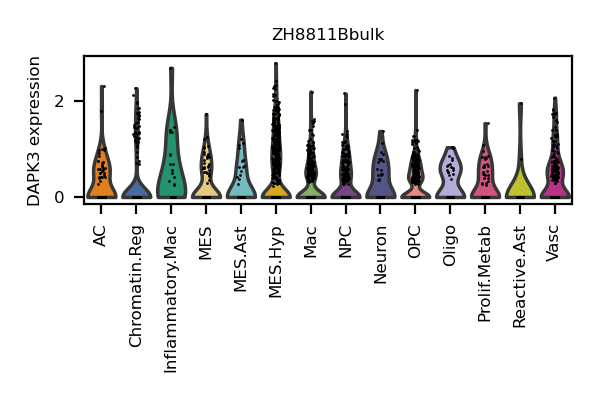 ZH8811Bbulk
DAPK3 expression
2
0
AC
Chromatin.Reg
Inflammatory.Mac
MES
MES.Ast
MES.Hyp
Mac
NPC
Neuron
OPC
Oligo
Prolif.Metab
Reactive.Ast
Vasc